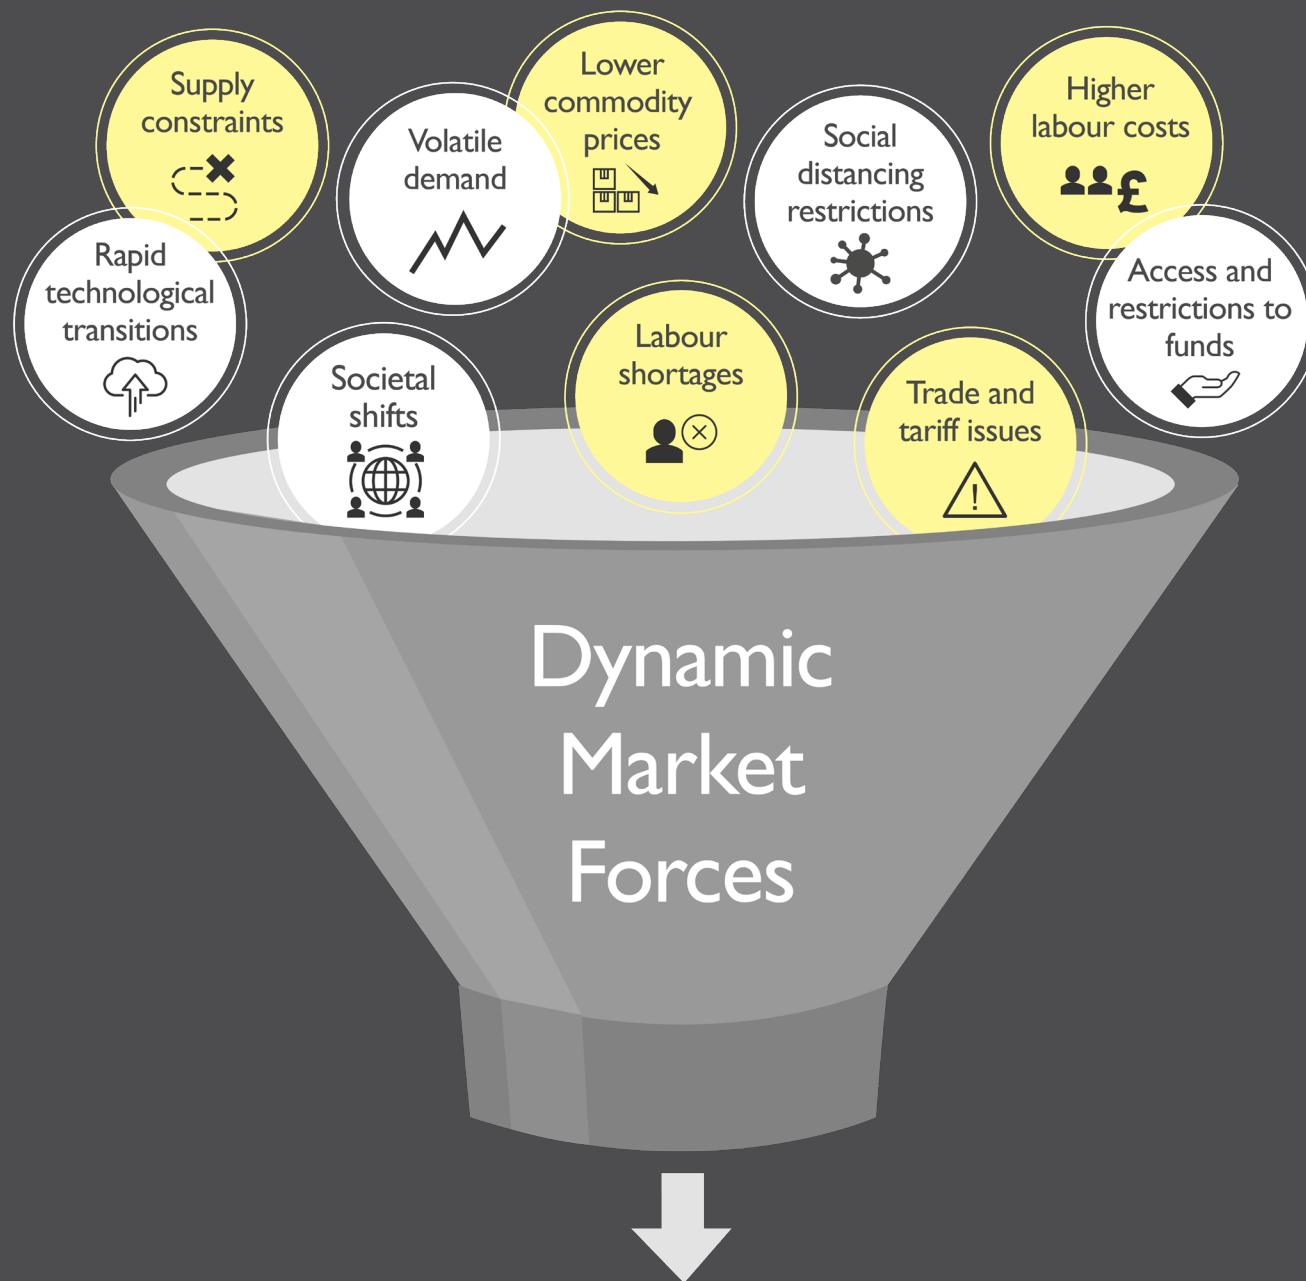 Supply
constraints
Volatile
demand
Lower
commodity
prices
Social
distancing
restrictions
Higher
labour costs
£
Rapid
technological
transitions
Societal
shifts
Labour
shortages
Trade and
tariff issues
!
Access and
restrictions to
funds
Dynamic
Market
Forces